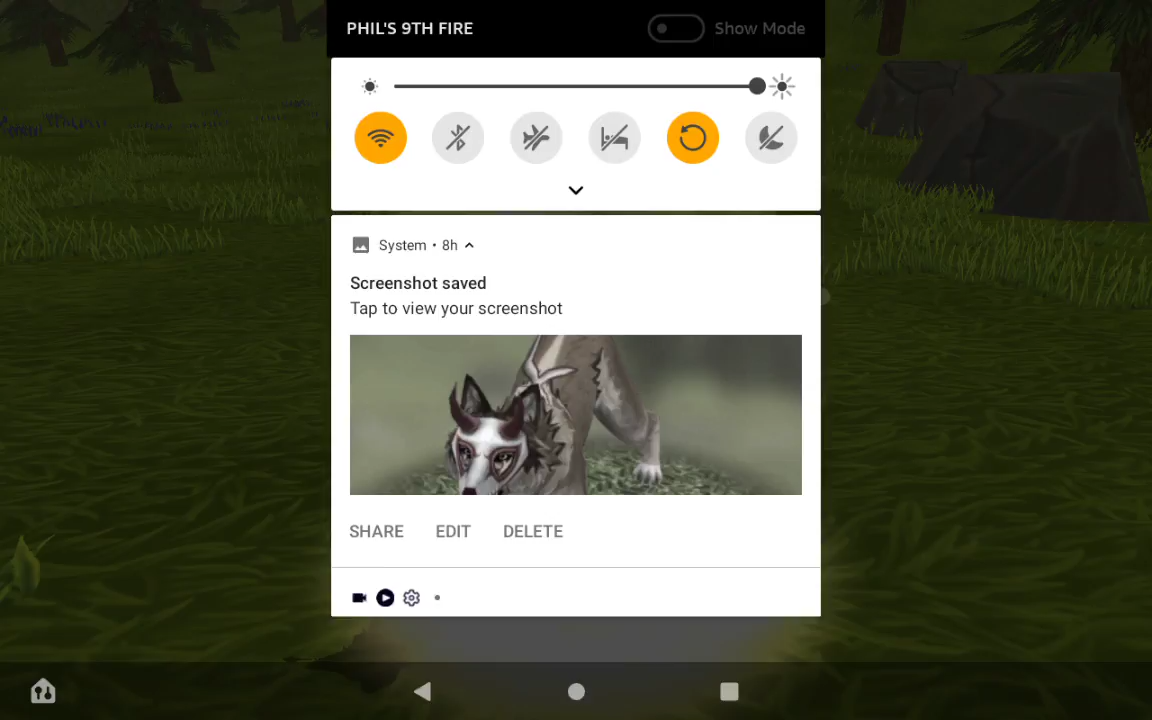 PHIL'S 9TH FIRE
Show Mode
System • 8h
Screenshot saved
Tap to view your screenshot
SHARE EDIT DELETE